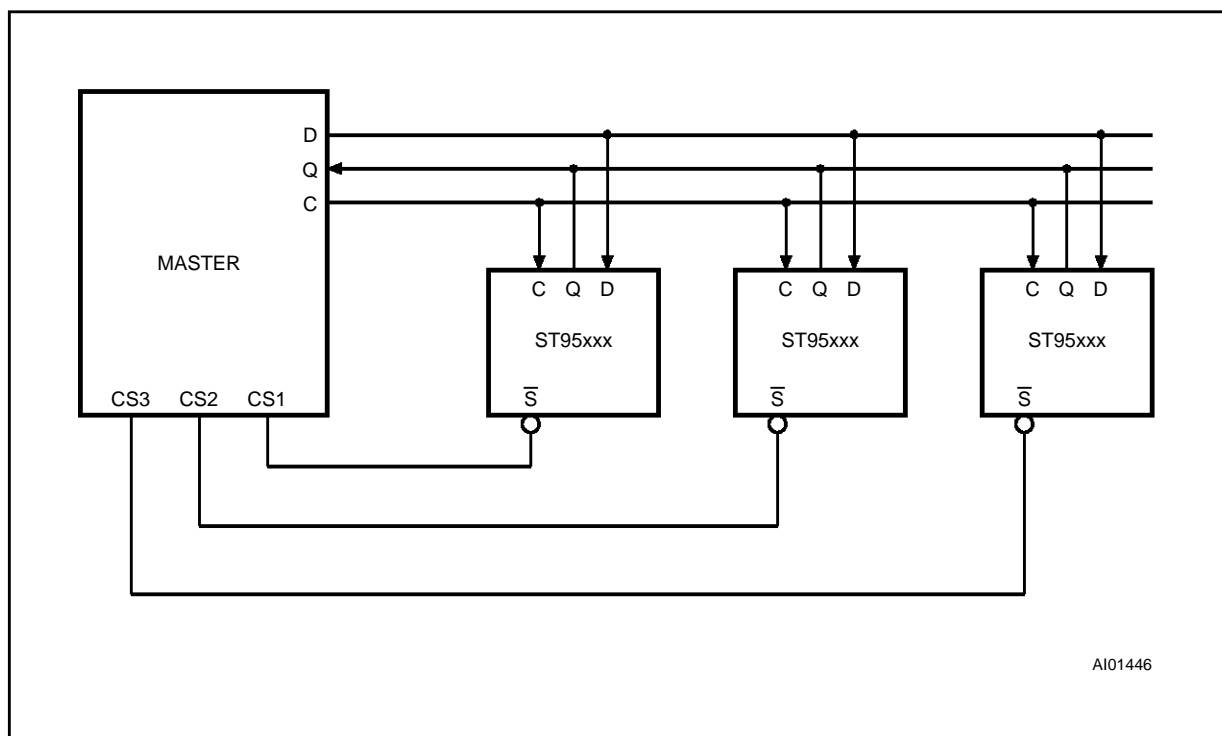 D
Q
C
MASTER
CS3 CS2 CS1
C Q D
ST95xxx
S̅
C Q D
ST95xxx
S̅
C Q D
ST95xxx
S̅
AI01446